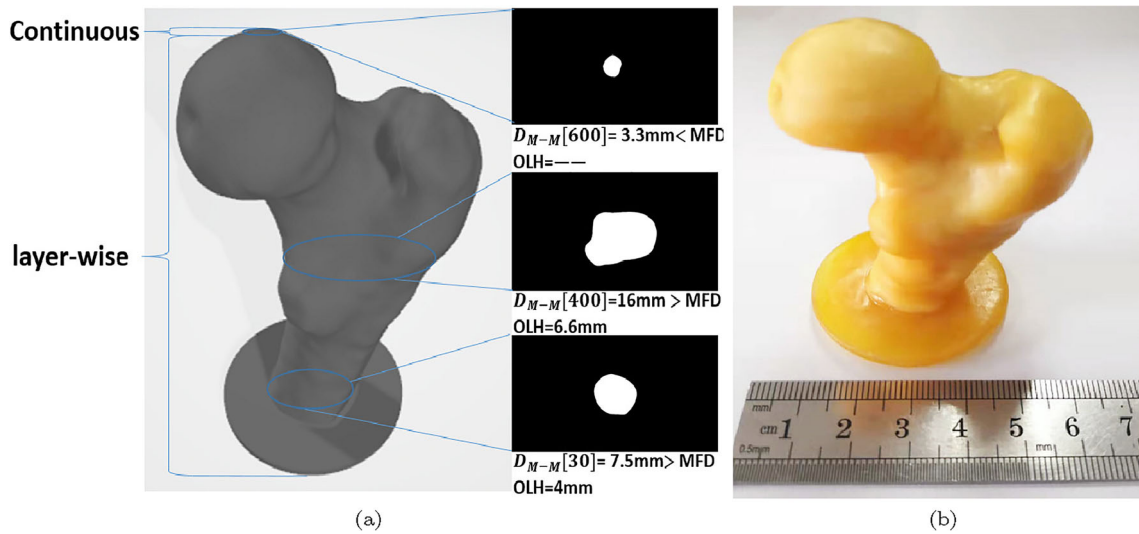 Continuous
layer-wise
D_{M-M}[600]= 3.3mm< MFD
OLH=——
D_{M-M}[400]=16mm > MFD
OLH=6.6mm
D_{M-M}[30]= 7.5mm> MFD
OLH=4mm
(a)
mm
cm 1 2 3 4 5 6 7
0.5mm mm
(b)